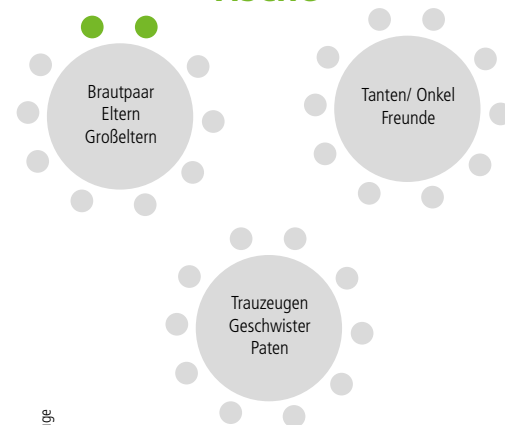 Brautpaar
Eltern
Großeltern
Tanten/ Onkel
Freunde
Trauzeugen
Geschwister
Paten